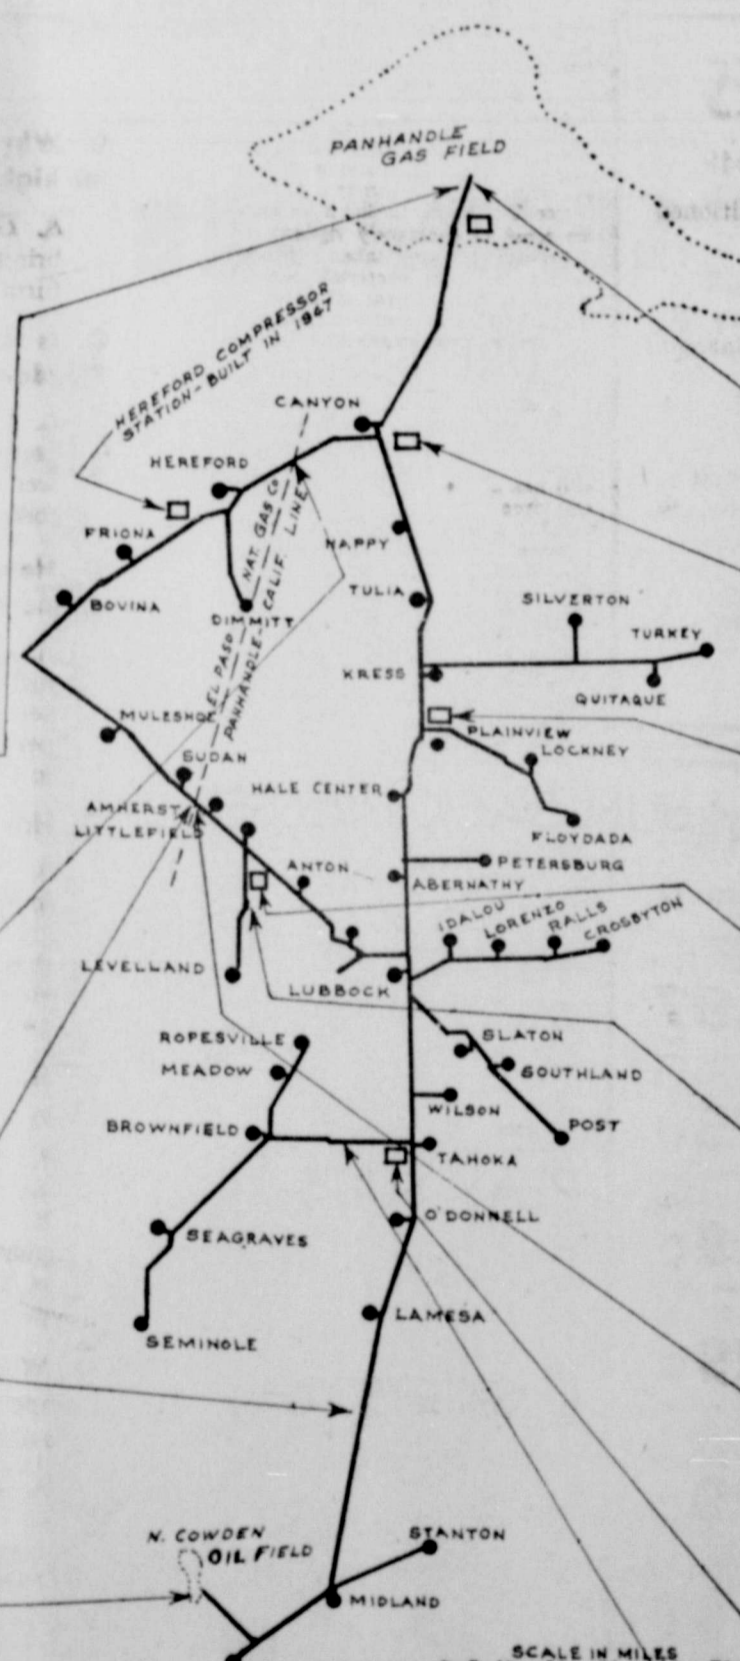 PANHANDLE
GAS FIELD
HEREFORD COMPRESSOR
STATION-BUILT IN 1947
CANYON
HEREFORD
NAT. GAS CO
CALIF. LINE
FRIONA
HAPPY
BOVINA
DIMMITT
TULIA
SILVERTON
TURKEY
EL PASO
PANHANDLE-
KRESS
QUITAQUE
MULESHOE
PLAINVIEW
LOCKNEY
SUDAN
HALE CENTER
AMHERST
LITTLEFIELD
FLOYDADA
ANTON
PETERSBURG
ABERNATHY
IDALOU
LORENZO
RALLS
CROSBYTON
LEVELLAND
LUBBOCK
ROPESVILLE
SLATON
MEADOW
SOUTHLAND
WILSON
BROWNFIELD
POST
TAHOKA
O'DONNELL
SEAGRAVES
LAMESA
SEMINOLE
N. COWDEN
OIL FIELD
STANTON
MIDLAND
SCALE IN MILES